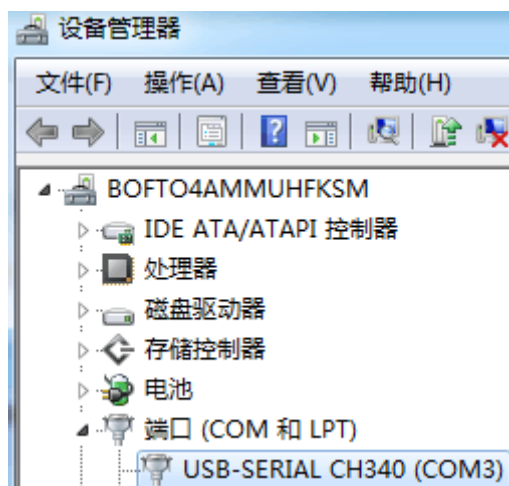 设备管理器
文件(F) 操作(A) 查看(V) 帮助(H)
BOFTO4AMMUHFKSM
IDE ATA/ATAPI 控制器
处理器
磁盘驱动器
存储控制器
电池
端口 (COM 和 LPT)
USB-SERIAL CH340 (COM3)